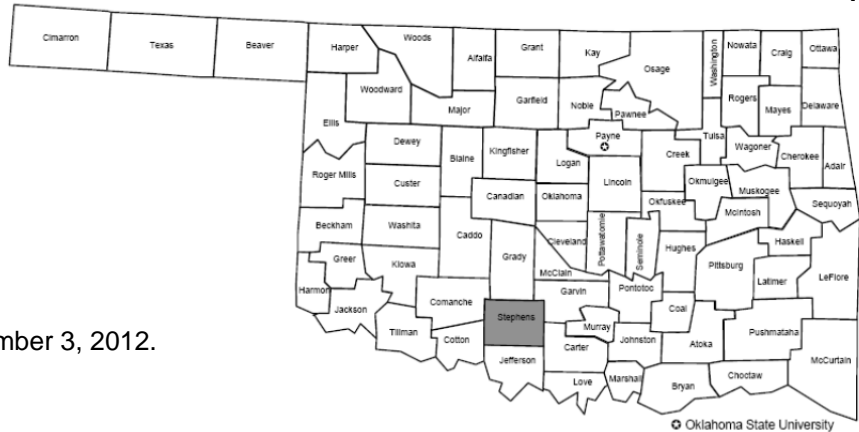 Cimarron
Texas
Beaver
Harper
Woods
Alfalfa
Grant
Kay
Osage
Washington
Nowata
Craig
Ottawa
Woodward
Major
Garfield
Noble
Pawnee
Rogers
Mayes
Delaware
Ellis
Dewey
Blaine
Kingfisher
Logan
Payne
Creek
Tulsa
Wagoner
Cherokee
Adair
Roger Mills
Custer
Canadian
Oklahoma
Lincoln
Okfuskee
Okmulgee
Muskogee
McIntosh
Sequoyah
Beckham
Washita
Caddo
Grady
Cleveland
McClain
Pottawatomie
Seminole
Hughes
Pittsburg
Haskell
Latimer
LeFlore
Harmon
Greer
Kiowa
Jackson
Comanche
Tillman
Cotton
Stephens
Garvin
Murray
Pontotoc
Coal
Johnston
Atoka
Pushmataha
McCurtain
Jefferson
Carter
Love
Marshall
Bryan
Choctaw
mber 3, 2012.
Oklahoma State University